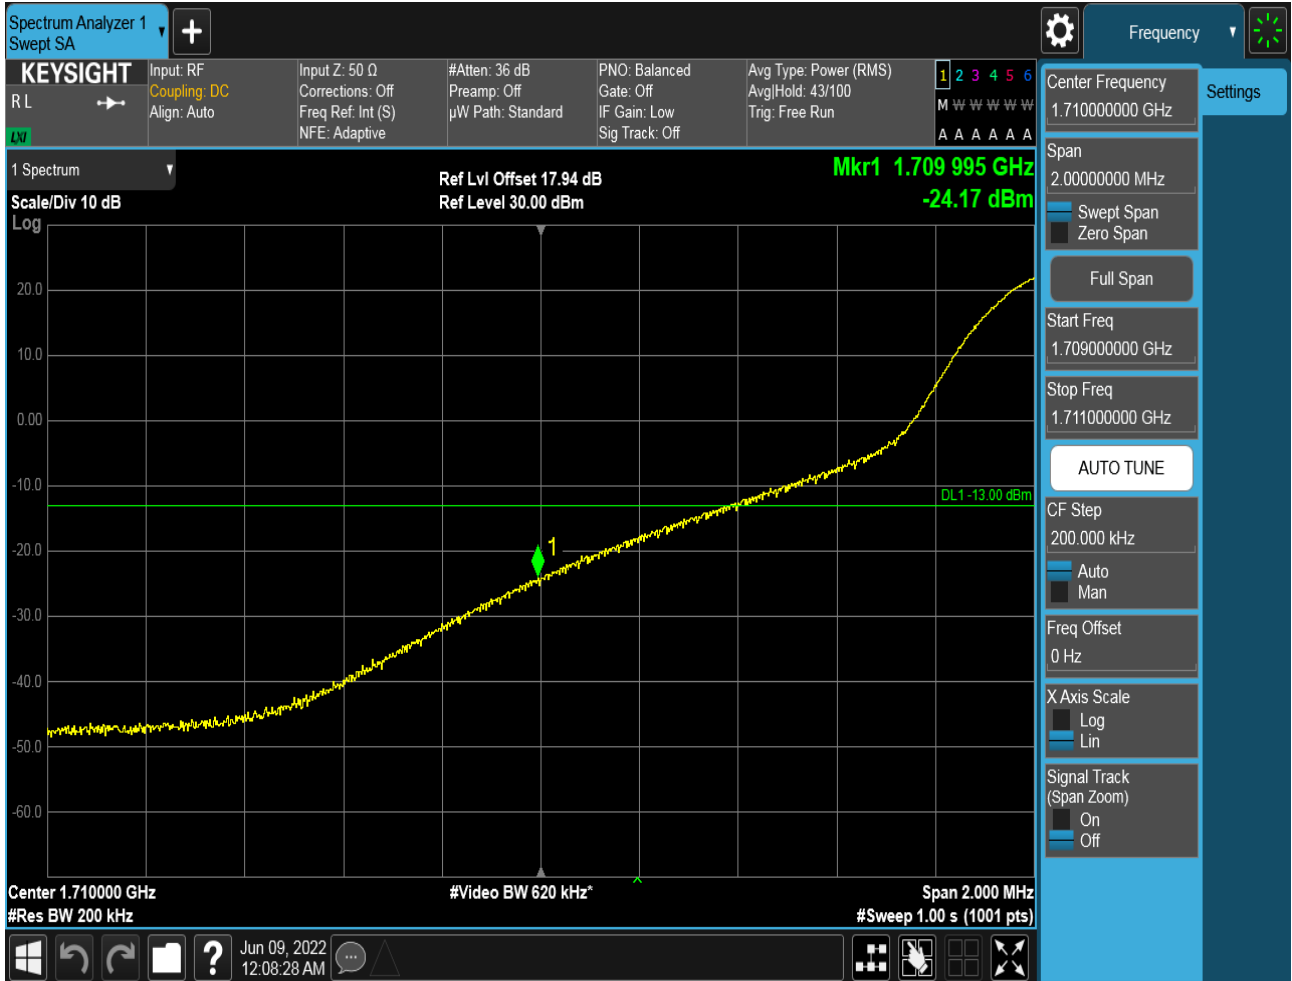 Spectrum Analyzer 1
Swept SA
Frequency
KEYSIGHT
R L
LXI
Input: RF
Coupling: DC
Align: Auto
Input Z: 50 Ω
Corrections: Off
Freq Ref: Int (S)
NFE: Adaptive
#Atten: 36 dB
Preamp: Off
µW Path: Standard
PNO: Balanced
Gate: Off
IF Gain: Low
Sig Track: Off
Avg Type: Power (RMS)
Avg|Hold: 43/100
Trig: Free Run
1 2 3 4 5 6
M W W W W W
A A A A A A
1 Spectrum
Scale/Div 10 dB
Log
Ref Lvl Offset 17.94 dB
Ref Level 30.00 dBm
Mkr1 1.709 995 GHz
-24.17 dBm
20.0
10.0
0.00
-10.0
-20.0
-30.0
-40.0
-50.0
-60.0
DL1 -13.00 dBm
1
Center 1.710000 GHz
#Res BW 200 kHz
#Video BW 620 kHz*
Span 2.000 MHz
#Sweep 1.00 s (1001 pts)
Center Frequency
1.710000000 GHz
Span
2.00000000 MHz
Swept Span
Zero Span
Full Span
Start Freq
1.709000000 GHz
Stop Freq
1.711000000 GHz
AUTO TUNE
CF Step
200.000 kHz
Auto
Man
Freq Offset
0 Hz
X Axis Scale
Log
Lin
Signal Track
(Span Zoom)
On
Off
Settings
?
Jun 09, 2022
12:08:28 AM